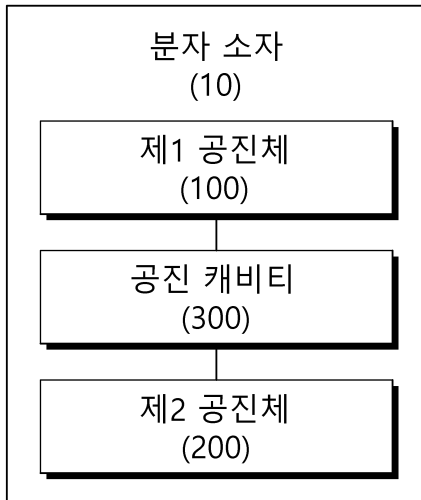 분자 소자
(10)
제1 공진체
(100)
공진 캐비티
(300)
제2 공진체
(200)